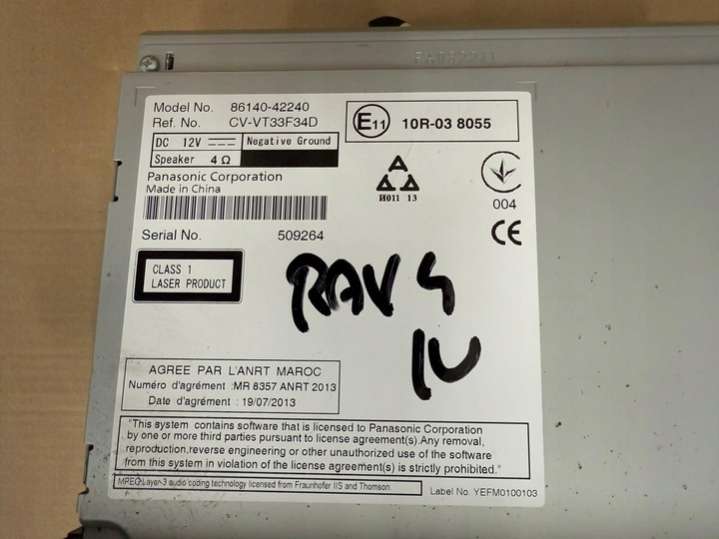 Model No. 86140-42240
Ref. No. CV-VT33F34D
DC 12V
Negative Ground
Speaker 4 Ω
Panasonic Corporation
Made in China
E11 10R-03 8055
H011 13
004
CE
Serial No. 509264
CLASS 1
LASER PRODUCT
RAV 4
IV
AGREE PAR L'ANRT MAROC
Numéro d'agrément :MR 8357 ANRT 2013
Date d'agrément : 19/07/2013
"This system contains software that is licensed to Panasonic Corporation
by one or more third parties pursuant to license agreement(s).Any removal,
reproduction,reverse engineering or other unauthorized use of the software
from this system in violation of the license agreement(s) is strictly prohibited."
MPEG Layer-3 audio coding technology licensed from Fraunhofer IIS and Thomson.
Label No. YEFM0100103